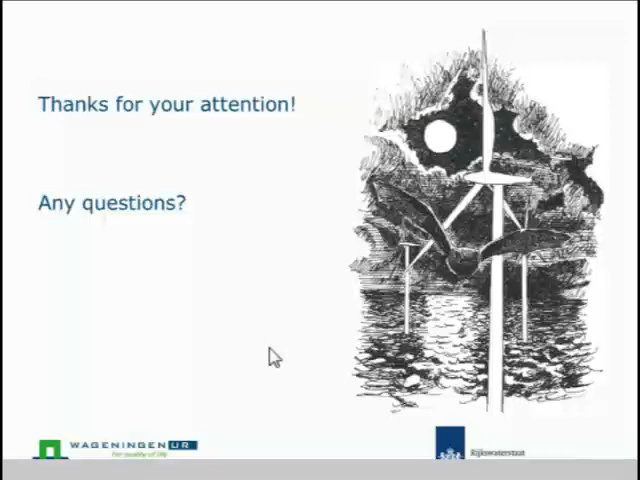 Thanks for your attention!
Any questions?
WAGENINGEN UR
For quality of life
Rijkswaterstaat